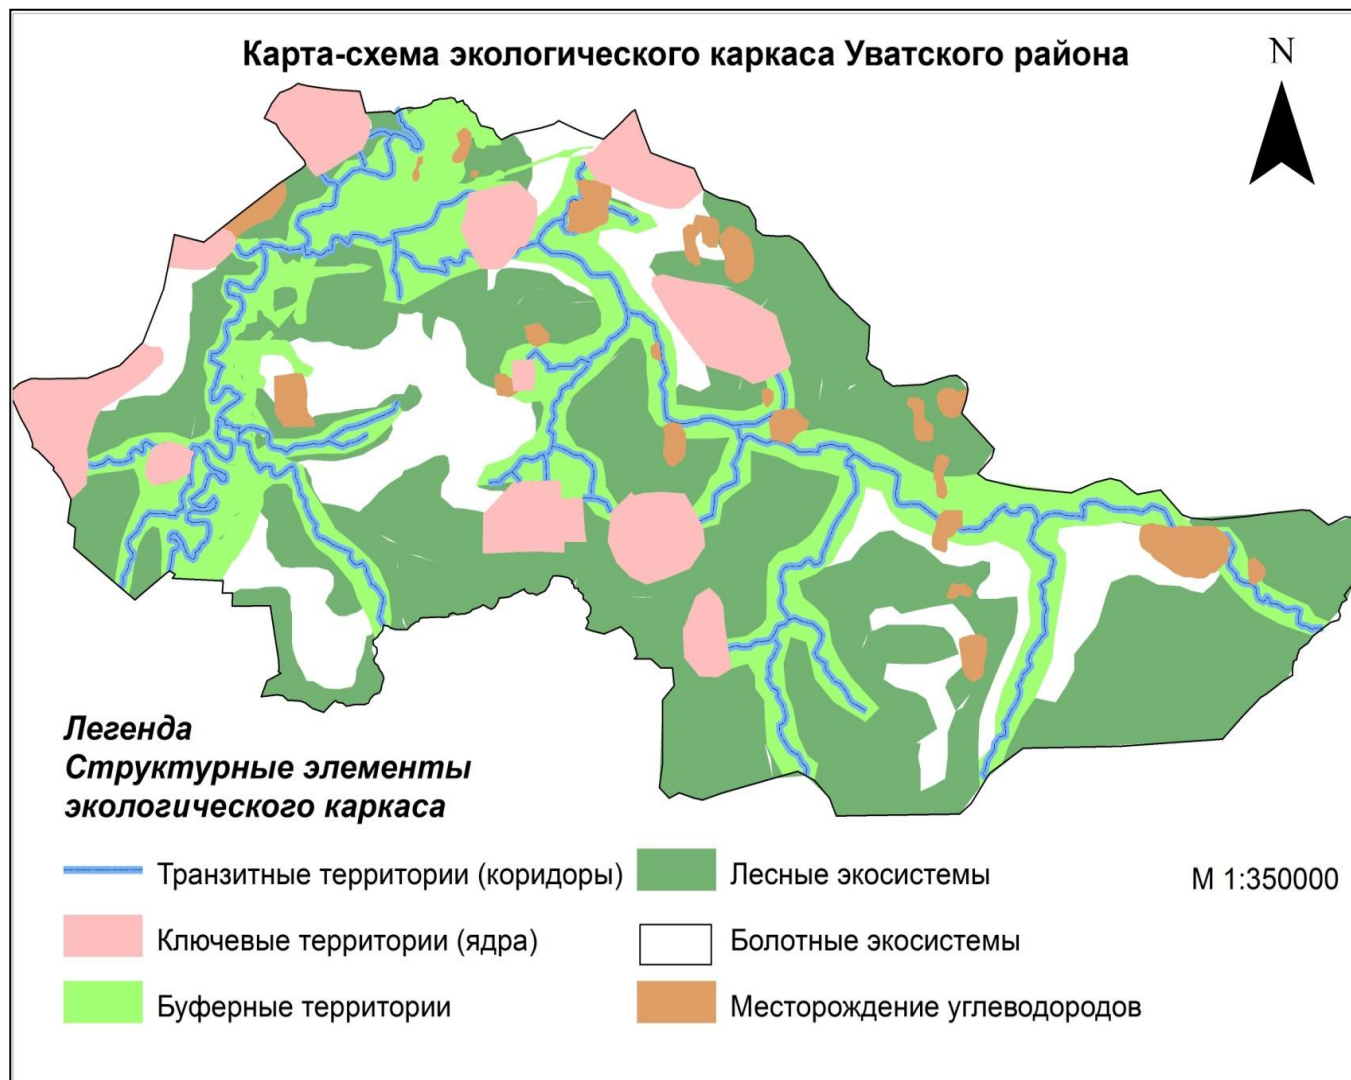 Карта-схема экологического каркаса Уватского района
N
Легенда
Структурные элементы
экологического каркаса
Транзитные территории (коридоры)
Лесные экосистемы
М 1:350000
Ключевые территории (ядра)
Болотные экосистемы
Буферные территории
Месторождение углеводородов